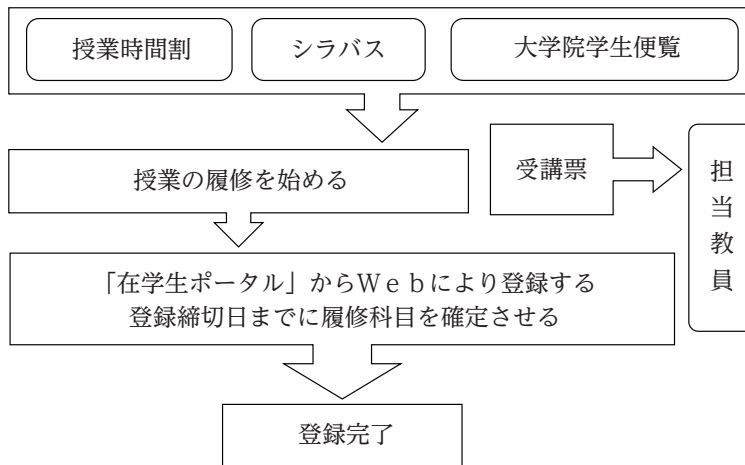 授業時間割
シラバス
大学院学生便覧
授業の履修を始める
受講票
担当教員
「在学生ポータル」からＷｅｂにより登録する
登録締切日までに履修科目を確定させる
登録完了